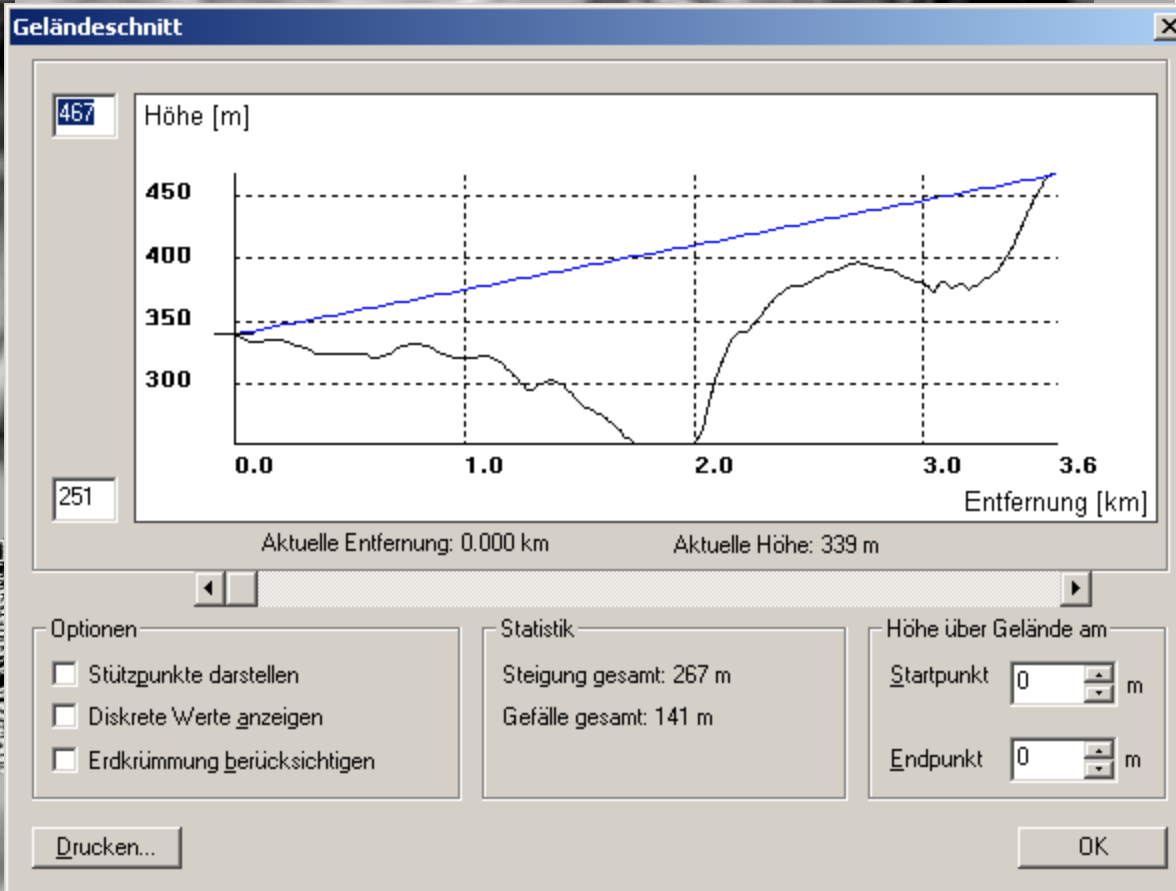 Geländeschnitt
467
Höhe [m]
450
400
350
300
0.0 1.0 2.0 3.0 3.6
251
Entfernung [km]
Aktuelle Entfernung: 0.000 km Aktuelle Höhe: 339 m
Optionen
Stützpunkte darstellen
Diskrete Werte anzeigen
Erdkrümmung berücksichtigen
Statistik
Steigung gesamt: 267 m
Gefälle gesamt: 141 m
Höhe über Gelände am
Startpunkt 0 m
Endpunkt 0 m
Drucken... OK